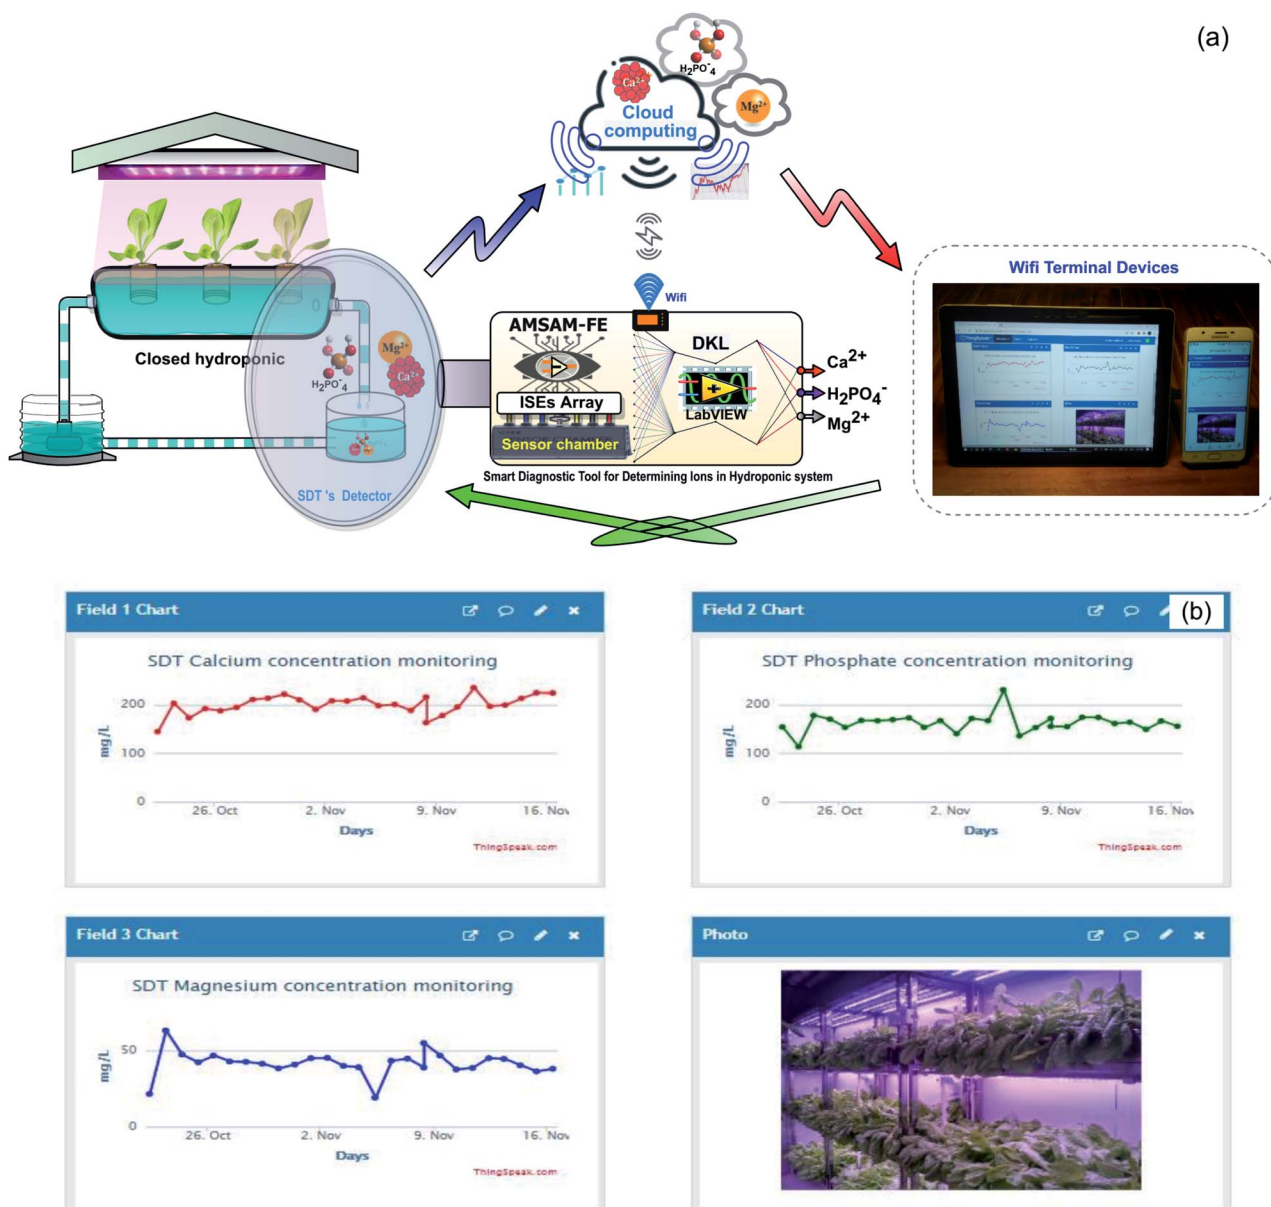 (a)
H₂PO⁻₄
Ca²⁺
Mg²⁺
Cloud
computing
Wifi Terminal Devices
Wifi
AMSAM-FE
DKL
Ca²⁺
H₂PO₄⁻
Mg²⁺
ISEs Array
LabVIEW
Sensor chamber
Closed hydroponic
Mg²⁺
H₂PO⁻₄
Ca²⁺
SDT 's Detector
Smart Diagnostic Tool for Determining Ions in Hydroponic system
ThingSpeak
SAMSUNG
Field 1 Chart
SDT Calcium concentration monitoring
mg/L
200
100
0
26. Oct 2. Nov 9. Nov 16. Nov
Days
ThingSpeak.com
Field 2 Chart
(b)
SDT Phosphate concentration monitoring
mg/L
200
100
0
26. Oct 2. Nov 9. Nov 16. Nov
Days
ThingSpeak.com
Field 3 Chart
SDT Magnesium concentration monitoring
mg/L
50
0
26. Oct 2. Nov 9. Nov 16. Nov
Days
ThingSpeak.com
Photo